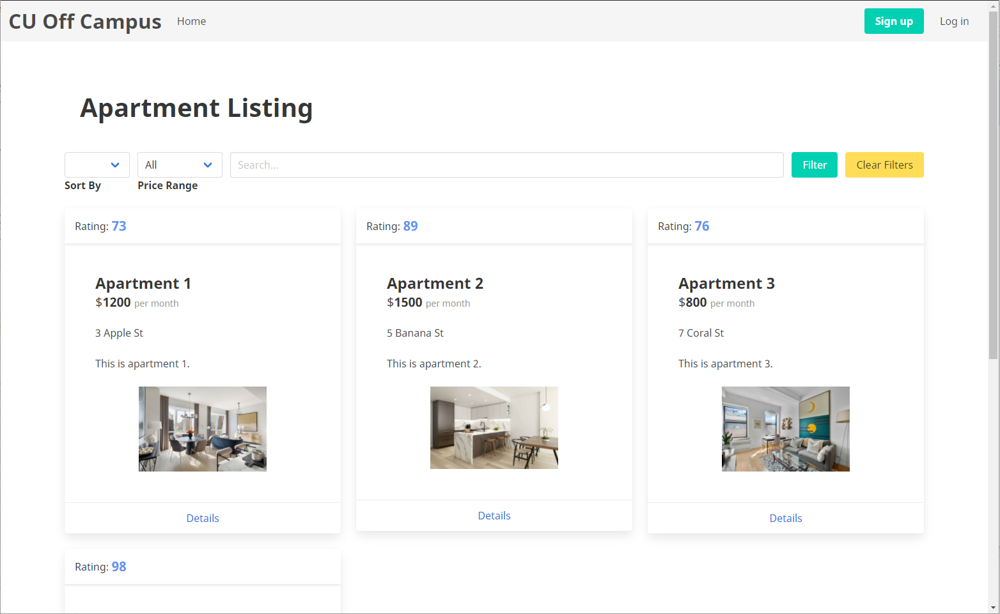 CU Off Campus Home Sign up Log in
Apartment Listing
All Search... Filter Clear Filters
Sort By Price Range
Rating: 73
Apartment 1
$1200 per month
3 Apple St
This is apartment 1.
Details
Rating: 89
Apartment 2
$1500 per month
5 Banana St
This is apartment 2.
Details
Rating: 76
Apartment 3
$800 per month
7 Coral St
This is apartment 3.
Details
Rating: 98